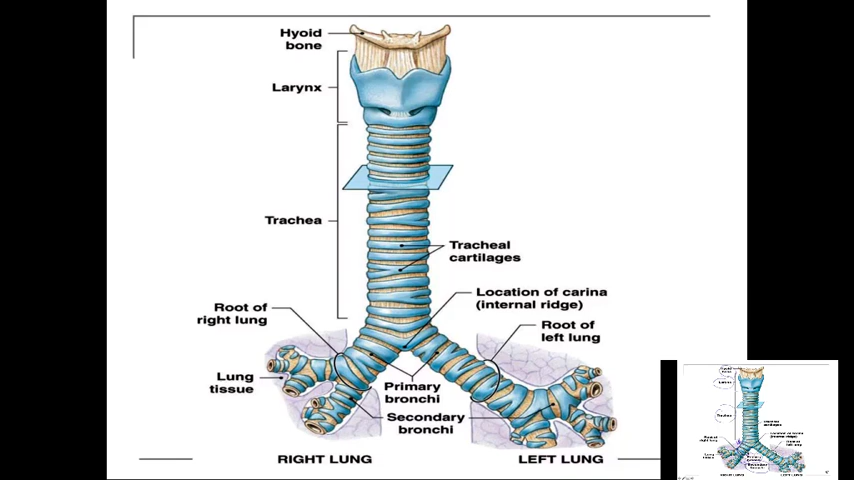 Hyoid
bone
Larynx
Trachea
Tracheal
cartilages
Location of carina
(internal ridge)
Root of
right lung
Root of
left lung
Lung
tissue
Primary
bronchi
Secondary
bronchi
RIGHT LUNG
LEFT LUNG